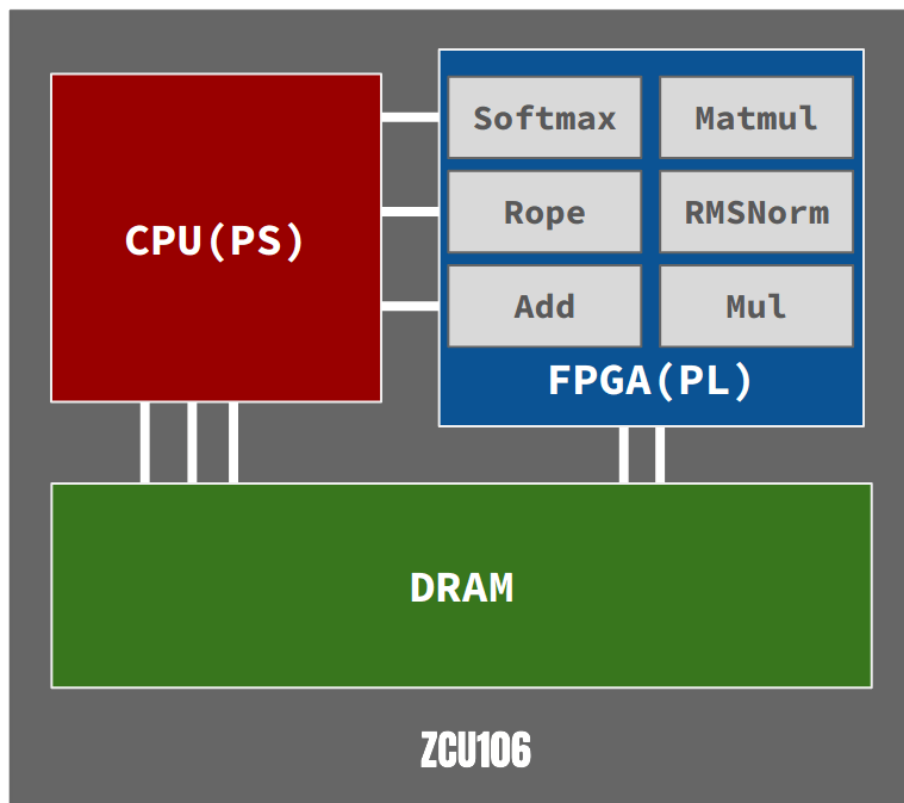 CPU(PS)
Softmax
Matmul
Rope
RMSNorm
Add
Mul
FPGA(PL)
DRAM
ZCU106